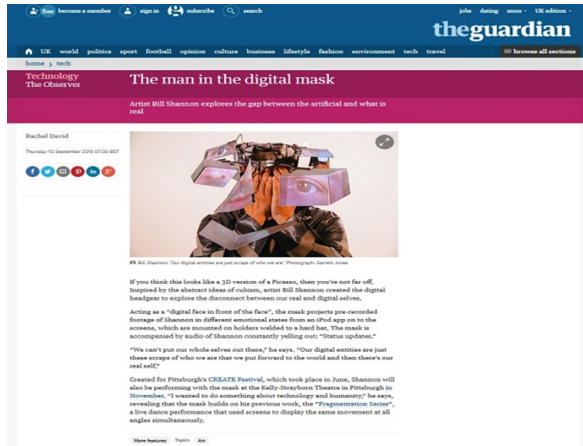 free become a member sign in subscribe search jobs dating more UK edition
theguardian
UK world politics sport football opinion culture business lifestyle fashion environment tech travel browse all sections
home › tech
Technology
The Observer
The man in the digital mask
Artist Bill Shannon explores the gap between the artificial and what is
real
Rachel David
Thursday 10 September 2015 07.00 BST
Bill Shannon: 'Our digital entities are just scraps of who we are.' Photograph: Garrett Jones
If you think this looks like a 3D version of a Picasso, then you're not far off.
Inspired by the abstract ideas of cubism, artist Bill Shannon created the digital
headgear to explore the disconnect between our real and digital selves.
Acting as a "digital face in front of the face", the mask projects pre-recorded
footage of Shannon in different emotional states from an iPod app on to the
screens, which are mounted on holders welded to a hard hat. The mask is
accompanied by audio of Shannon constantly yelling out: "Status updates."
"We can't put our whole selves out there," he says, "Our digital entities are just
these scraps of who we are that we put forward to the world and then there's our
real self."
Created for Pittsburgh's CREATE Festival, which took place in June, Shannon will
also be performing with the mask at the Kelly-Strayhorn Theatre in Pittsburgh in
November. "I wanted to do something about technology and humanity," he says,
revealing that the mask builds on his previous work, the "Fragmentation Series",
a live dance performance that used screens to display the same movement at all
angles simultaneously.
More features Topics Art